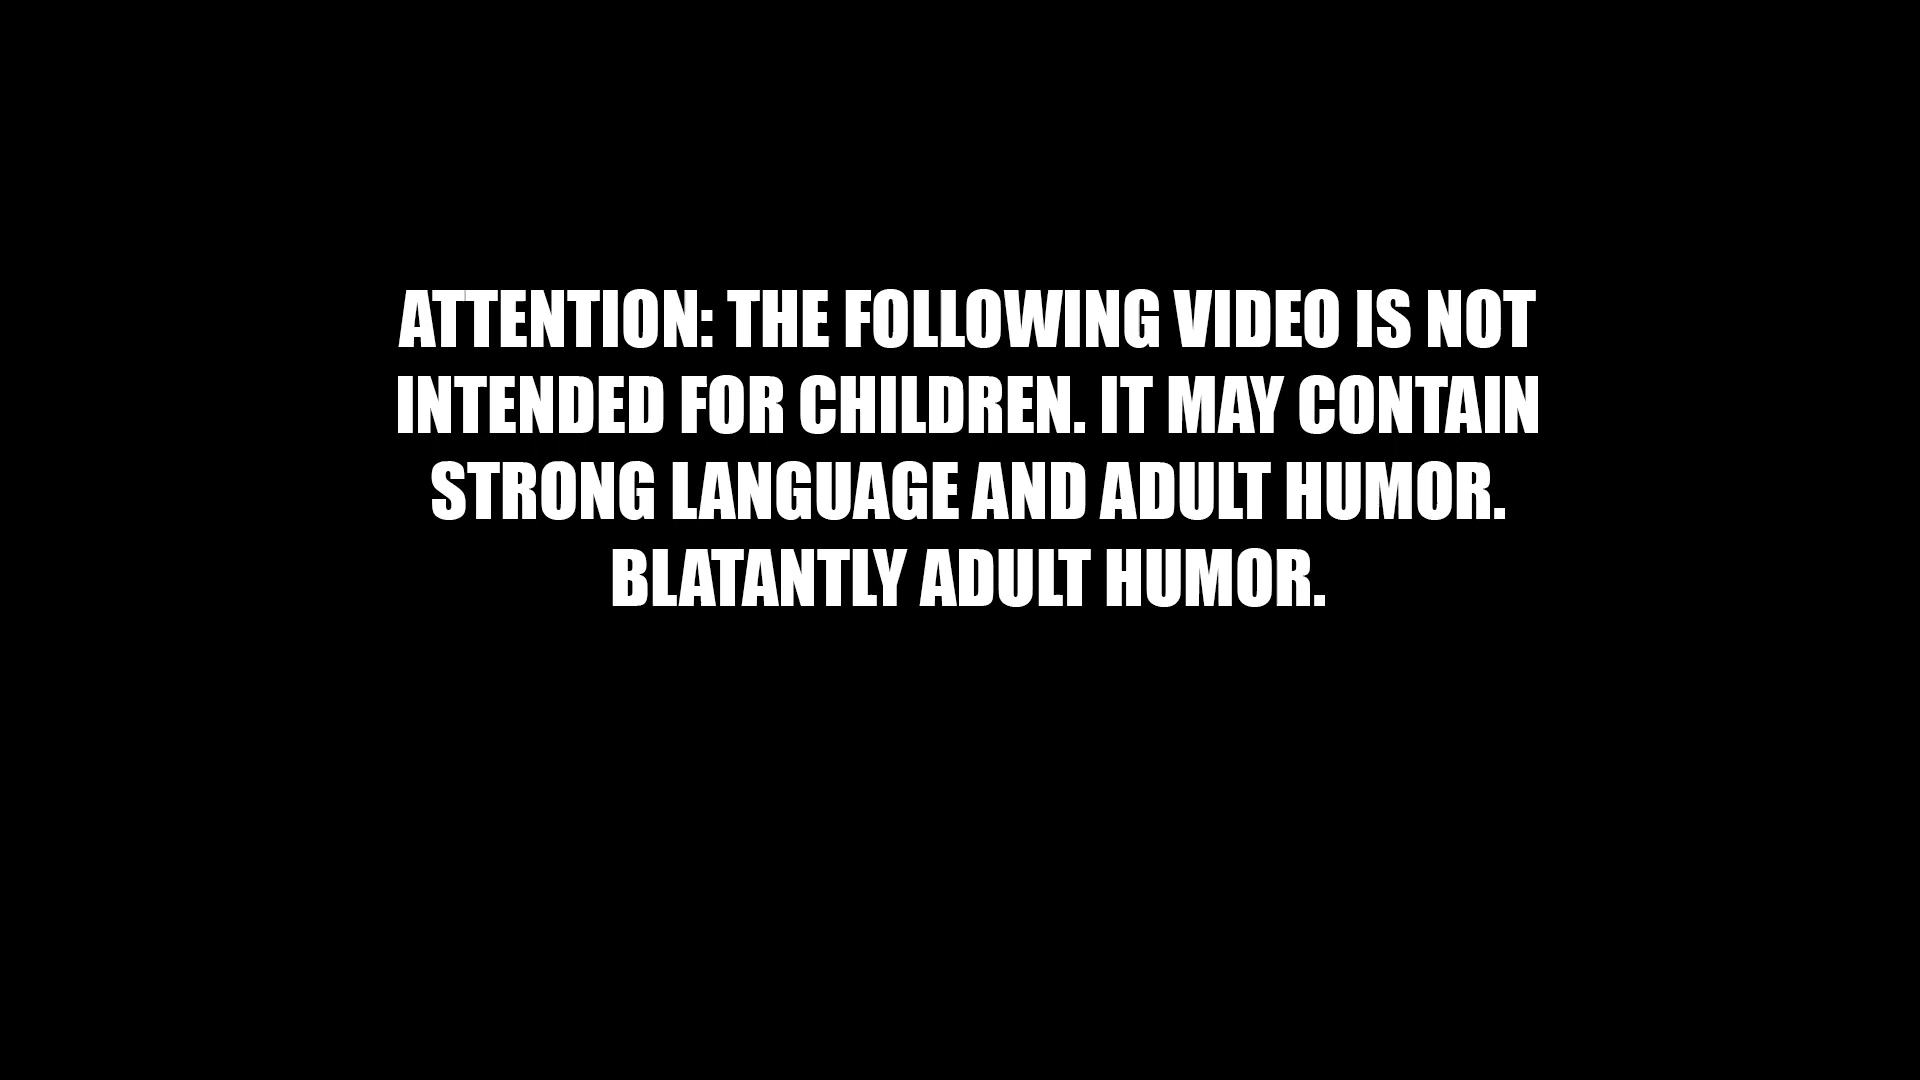 ATTENTION: THE FOLLOWING VIDEO IS NOT
INTENDED FOR CHILDREN. IT MAY CONTAIN
STRONG LANGUAGE AND ADULT HUMOR.
BLATANTLY ADULT HUMOR.